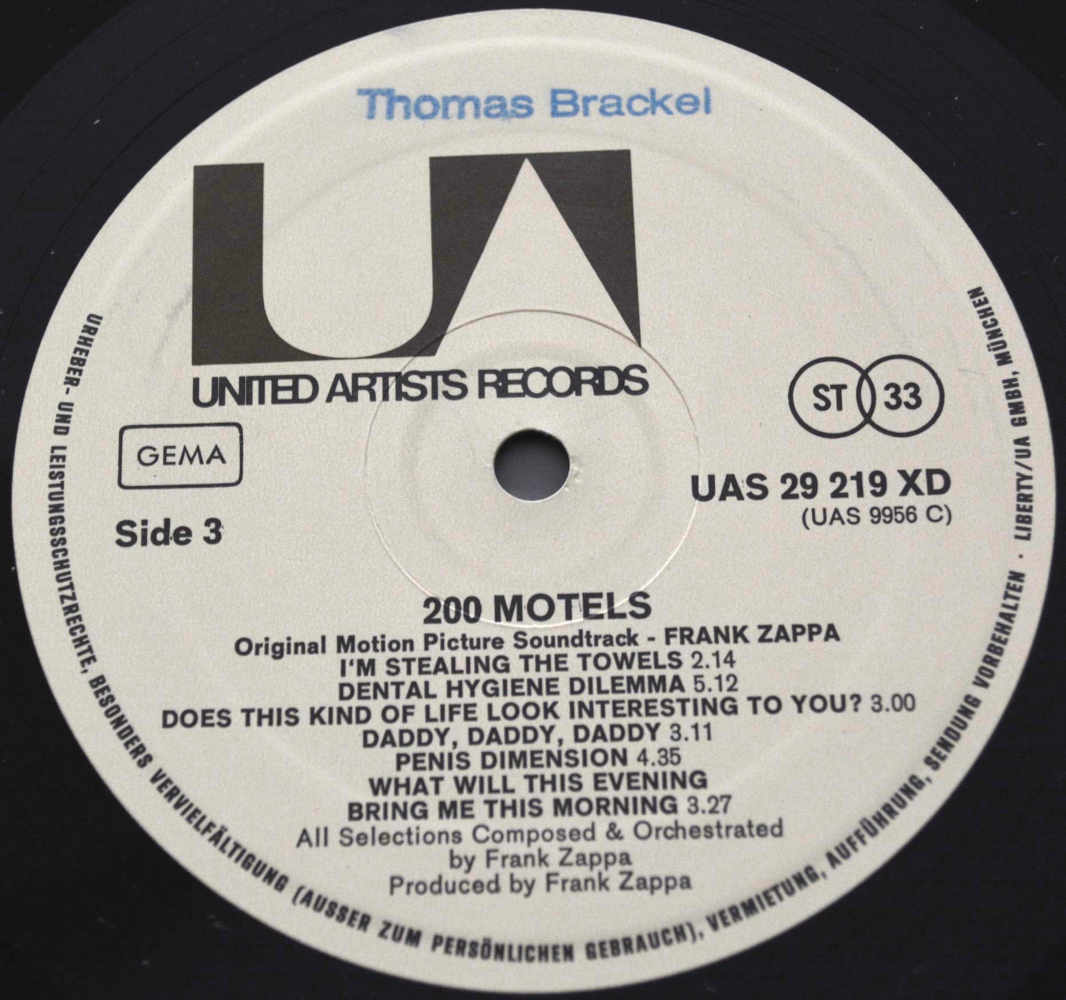 Thomas Brackel
UA
UNITED ARTISTS RECORDS
ST 33
GEMA
UAS 29 219 XD
(UAS 9956 C)
Side 3
200 MOTELS
Original Motion Picture Soundtrack - FRANK ZAPPA
I'M STEALING THE TOWELS 2.14
DENTAL HYGIENE DILEMMA 5.12
DOES THIS KIND OF LIFE LOOK INTERESTING TO YOU? 3.00
DADDY, DADDY, DADDY 3.11
PENIS DIMENSION 4.35
WHAT WILL THIS EVENING
BRING ME THIS MORNING 3.27
All Selections Composed & Orchestrated
by Frank Zappa
Produced by Frank Zappa
URHEBER- UND LEISTUNGSSCHUTZRECHTE, BESONDERS VERVIELFÄLTIGUNG (AUSSER ZUM PERSÖNLICHEN GEBRAUCH), VERMIETUNG, AUFFÜHRUNG, SENDUNG VORBEHALTEN · LIBERTY/UA GMBH, MÜNCHEN